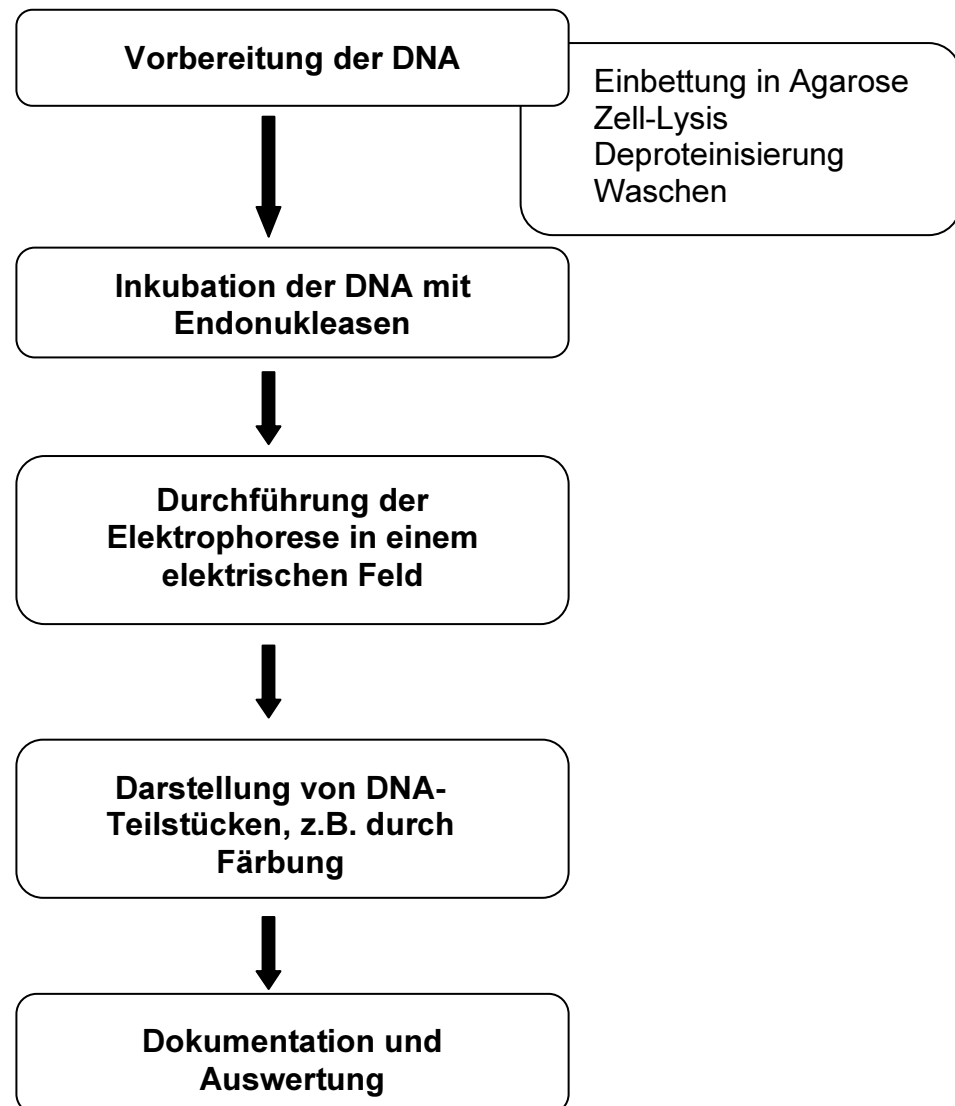 Vorbereitung der DNA
Einbettung in Agarose
Zell-Lysis
Deproteinisierung
Waschen
Inkubation der DNA mit
Endonukleasen
Durchführung der
Elektrophorese in einem
elektrischen Feld
Darstellung von DNA-
Teilstücken, z.B. durch
Färbung
Dokumentation und
Auswertung